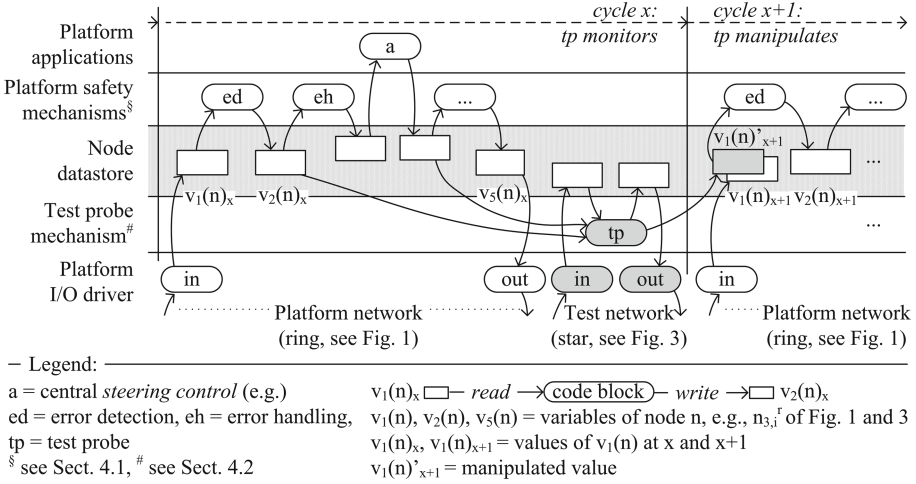 cycle x: cycle x+1:
Platform applications a tp monitors tp manipulates
Platform safety mechanisms§ ed eh ... ed ...
Node datastore v₁(n)'ₓ₊₁ ...
v₁(n)ₓ v₂(n)ₓ v₅(n)ₓ v₁(n)ₓ₊₁ v₂(n)ₓ₊₁
Test probe mechanism# tp ...
Platform I/O driver in out in out in
Platform network Test network Platform network
(ring, see Fig. 1) (star, see Fig. 3) (ring, see Fig. 1)
Legend:
a = central steering control (e.g.) v₁(n)ₓ read code block write v₂(n)ₓ
ed = error detection, eh = error handling, v₁(n), v₂(n), v₅(n) = variables of node n, e.g., n₃,ᵢʳ of Fig. 1 and 3
tp = test probe v₁(n)ₓ, v₁(n)ₓ₊₁ = values of v₁(n) at x and x+1
§ see Sect. 4.1, # see Sect. 4.2 v₁(n)'ₓ₊₁ = manipulated value